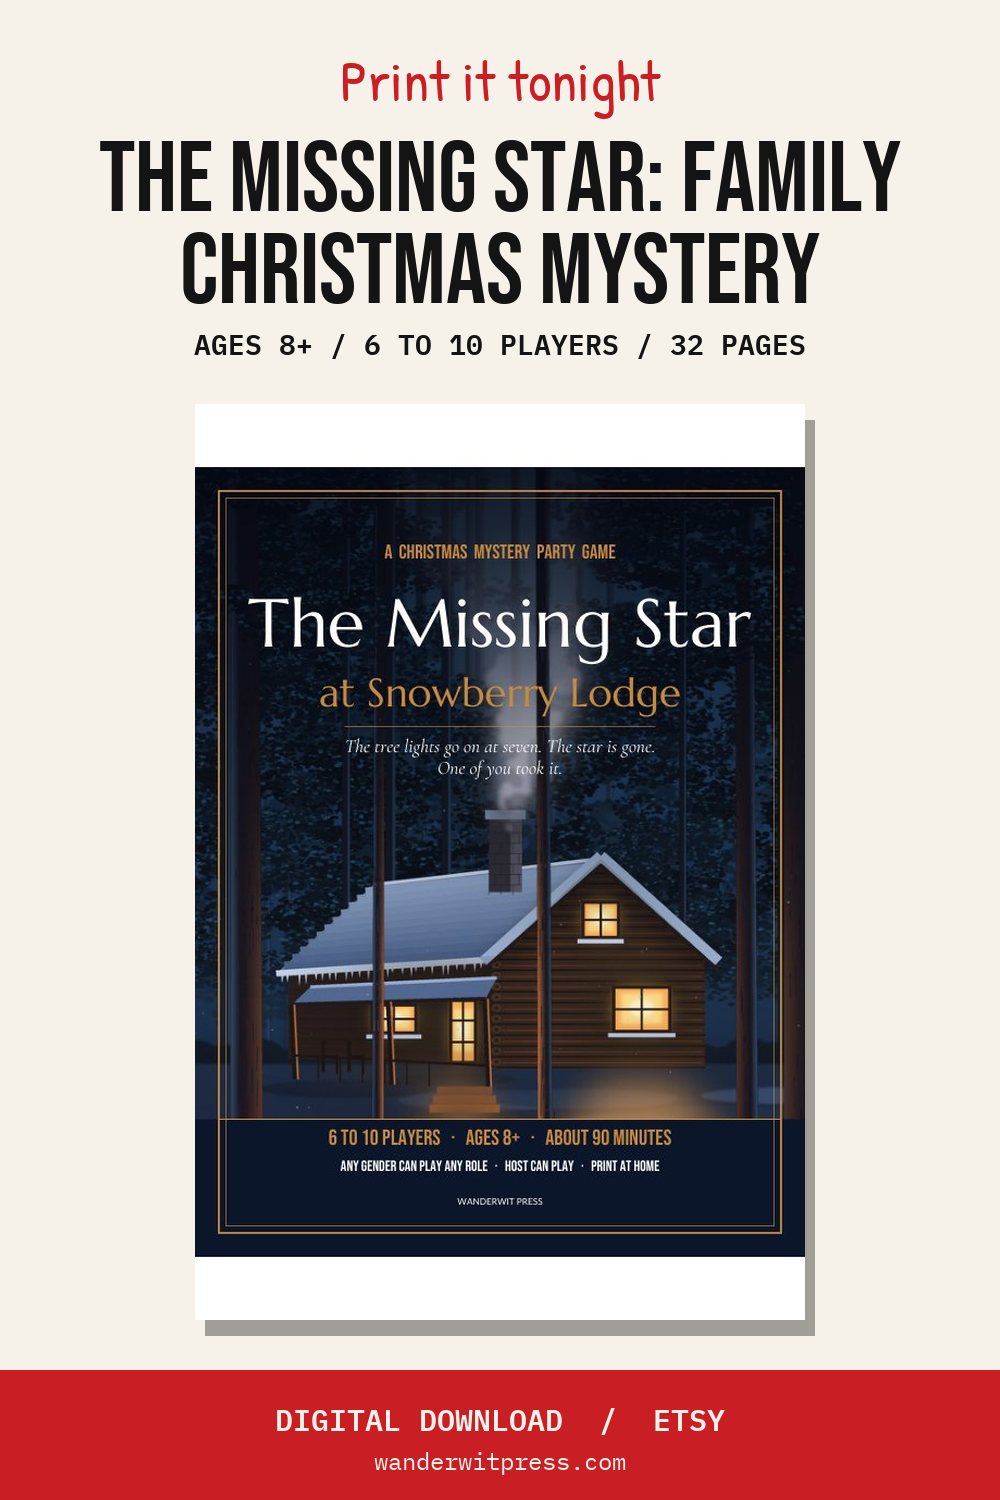 Print it tonight
THE MISSING STAR: FAMILY
CHRISTMAS MYSTERY
AGES 8+ / 6 TO 10 PLAYERS / 32 PAGES
A CHRISTMAS MYSTERY PARTY GAME
The Missing Star
at Snowberry Lodge
The tree lights go on at seven. The star is gone.
One of you took it.
6 TO 10 PLAYERS · AGES 8+ · ABOUT 90 MINUTES
ANY GENDER CAN PLAY ANY ROLE · HOST CAN PLAY · PRINT AT HOME
WANDERWIT PRESS
DIGITAL DOWNLOAD / ETSY
wanderwitpress.com